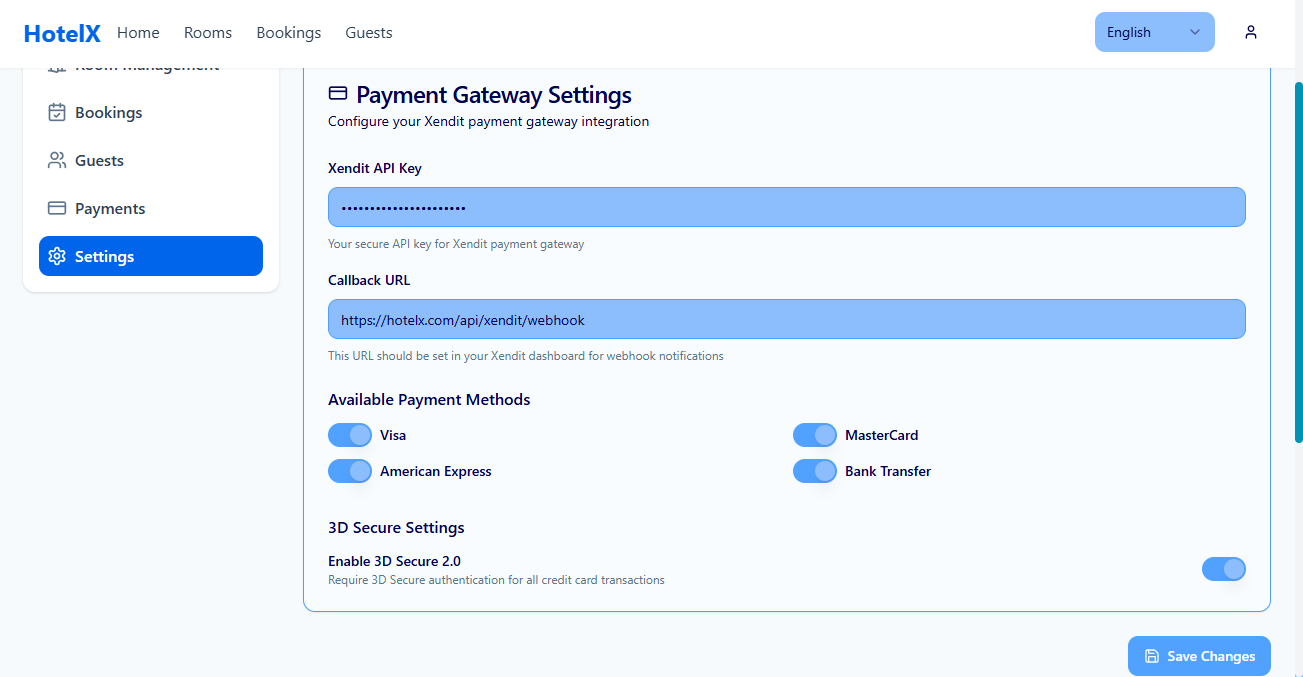 HotelX Home Rooms Bookings Guests English
Room Management
Bookings
Guests
Payments
Settings
Payment Gateway Settings
Configure your Xendit payment gateway integration
Xendit API Key
••••••••••••••••••••••
Your secure API key for Xendit payment gateway
Callback URL
https://hotelx.com/api/xendit/webhook
This URL should be set in your Xendit dashboard for webhook notifications
Available Payment Methods
Visa MasterCard
American Express Bank Transfer
3D Secure Settings
Enable 3D Secure 2.0
Require 3D Secure authentication for all credit card transactions
Save Changes